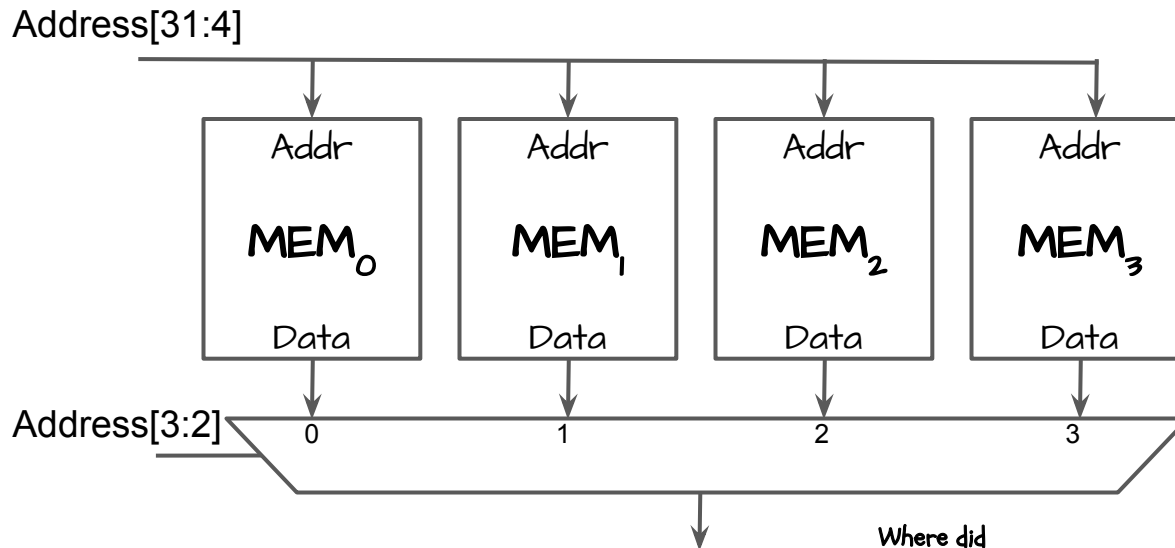 Address[31:4]
Addr Addr Addr Addr
MEM0 MEM1 MEM2 MEM3
Data Data Data Data
Address[3:2]
0 1 2 3
Where did